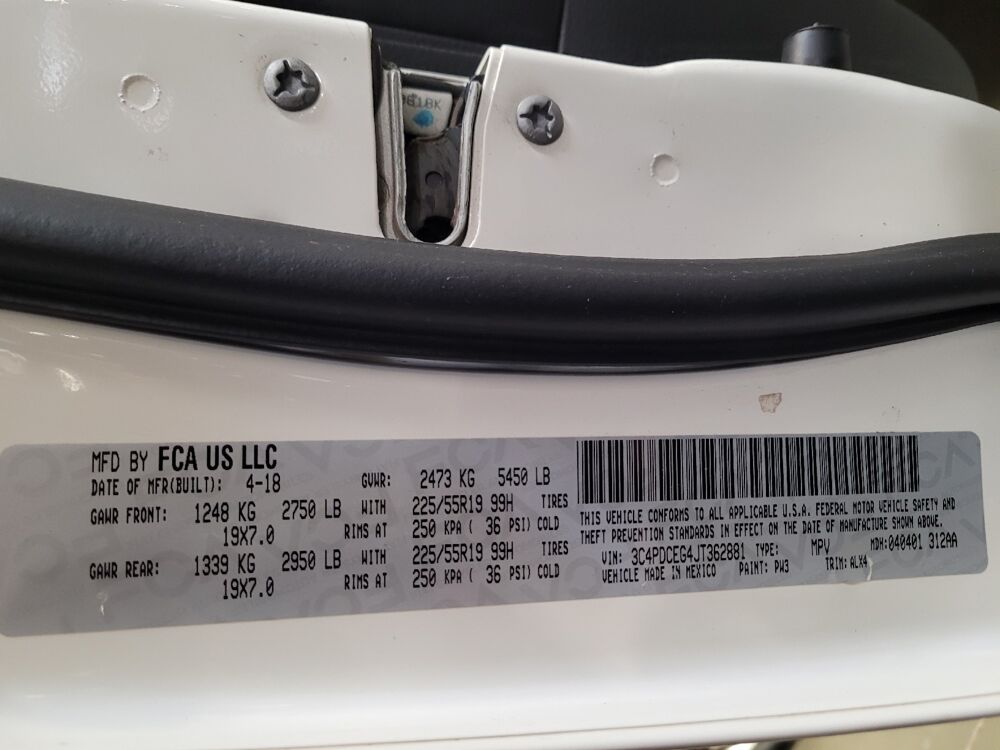 81BK
MFD BY FCA US LLC
DATE OF MFR(BUILT): 4-18
GVWR: 2473 KG 5450 LB
GAWR FRONT: 1248 KG 2750 LB WITH 225/55R19 99H TIRES
19X7.0 RIMS AT 250 KPA ( 36 PSI) COLD
GAWR REAR: 1339 KG 2950 LB WITH 225/55R19 99H TIRES
19X7.0 RIMS AT 250 KPA ( 36 PSI) COLD
THIS VEHICLE CONFORMS TO ALL APPLICABLE U.S.A. FEDERAL MOTOR VEHICLE SAFETY AND
THEFT PREVENTION STANDARDS IN EFFECT ON THE DATE OF MANUFACTURE SHOWN ABOVE.
VIN: 3C4PDCEG4JT362881 TYPE: MPV MDH: 040401 312AA
VEHICLE MADE IN MEXICO PAINT: PW3 TRIM: ALX4